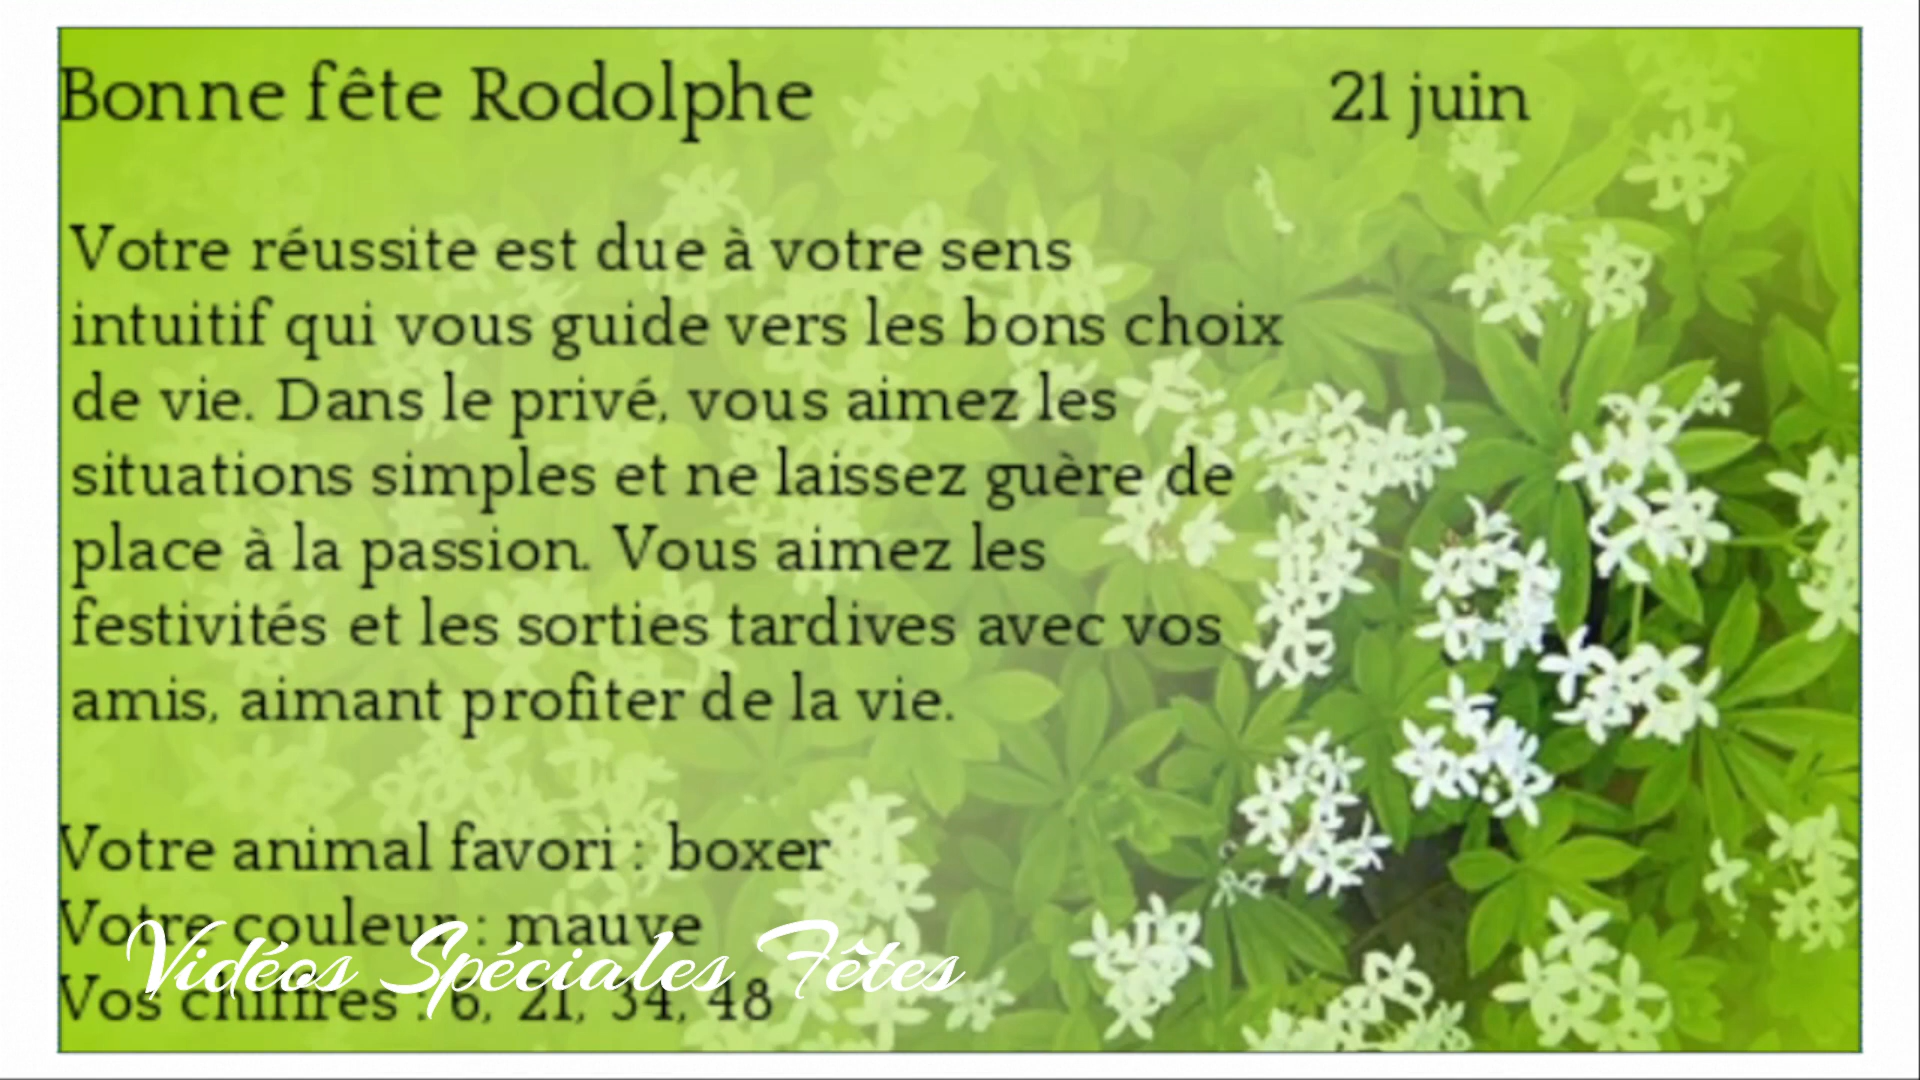 Bonne fête Rodolphe 21 juin
Votre réussite est due à votre sens
intuitif qui vous guide vers les bons choix
de vie. Dans le privé, vous aimez les
situations simples et ne laissez guère de
place à la passion. Vous aimez les
festivités et les sorties tardives avec vos
amis, aimant profiter de la vie.
Votre animal favori : boxer
Votre couleur : mauve
Vidéos Spéciales Fêtes
Vos chiffres : 6, 21, 34, 48